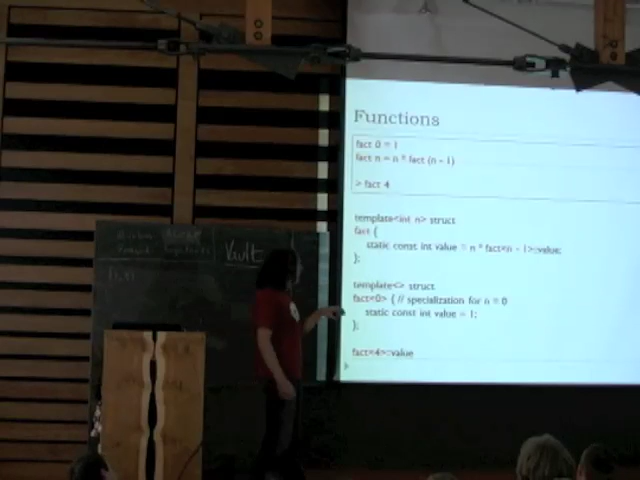 Functions
fact 0 = 1
fact n = n * fact (n - 1)
> fact 4
template<int n> struct
fact {
static const int value = n * fact<n - 1>::value;
};
template<> struct
fact<0> { // specialization for n = 0
static const int value = 1;
};
fact<4>::value
Vault